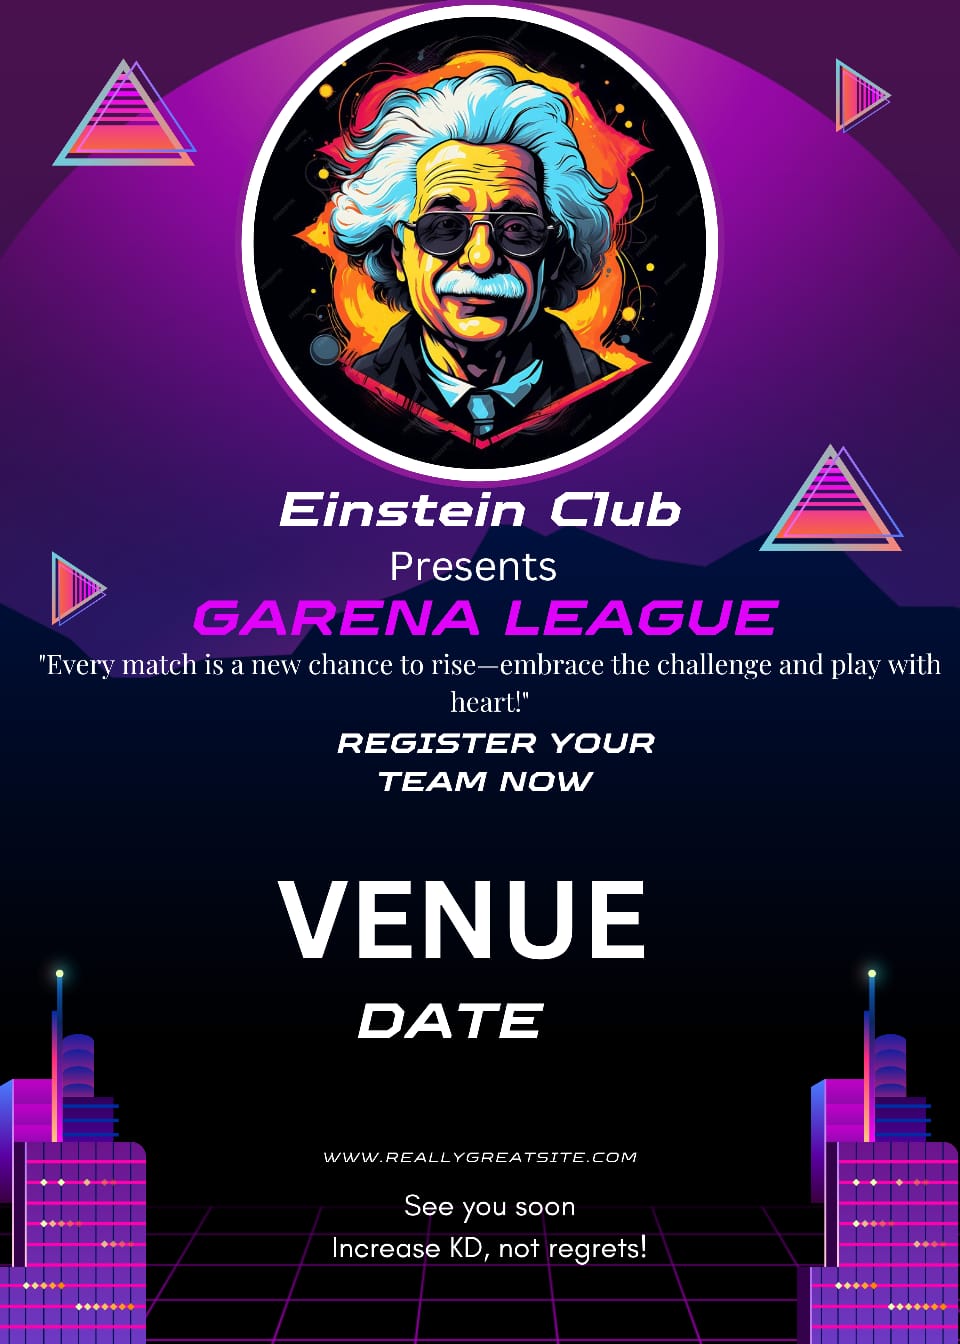 Einstein Club
Presents
GARENA LEAGUE
"Every match is a new chance to rise—embrace the challenge and play with
heart!"
REGISTER YOUR
TEAM NOW
VENUE
DATE
WWW.REALLYGREATSITE.COM
See you soon
Increase KD, not regrets!